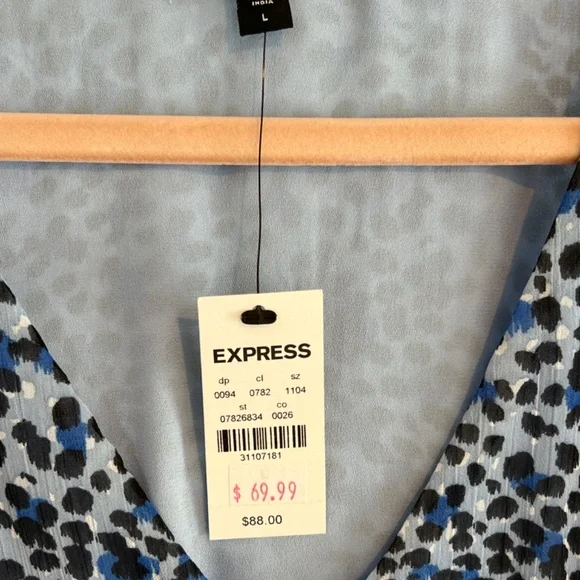 INDIA
L
EXPRESS
dp cl sz
0094 0782 1104
st co
07826834 0026
31107181
$ 69.99
$88.00